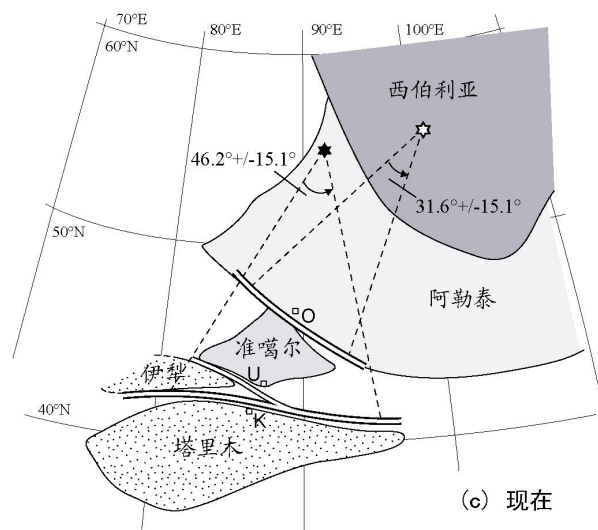 70°E
60°N
80°E
90°E
100°E
西伯利亚
46.2°+/-15.1°
31.6°+/-15.1°
50°N
阿勒泰
O
准噶尔
伊犁
U
40°N
K
塔里木
(c) 现在